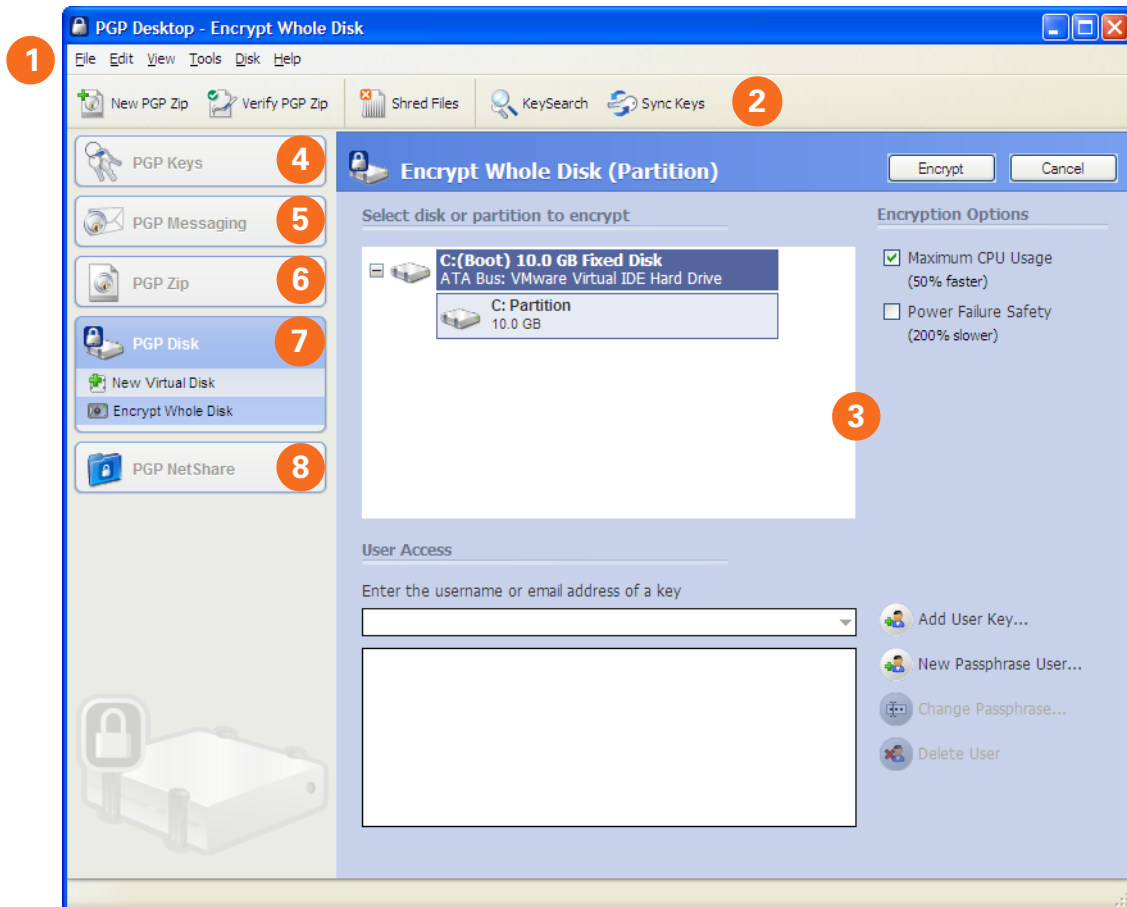 PGP Desktop - Encrypt Whole Disk
1
File Edit View Tools Disk Help
New PGP Zip Verify PGP Zip Shred Files KeySearch Sync Keys 2
PGP Keys 4
PGP Messaging 5
PGP Zip 6
PGP Disk 7
New Virtual Disk
Encrypt Whole Disk
PGP NetShare 8
Encrypt Whole Disk (Partition) Encrypt Cancel
Select disk or partition to encrypt
C:(Boot) 10.0 GB Fixed Disk
ATA Bus: VMware Virtual IDE Hard Drive
C: Partition
10.0 GB
3
Encryption Options
Maximum CPU Usage
(50% faster)
Power Failure Safety
(200% slower)
User Access
Enter the username or email address of a key
Add User Key...
New Passphrase User...
Change Passphrase...
Delete User